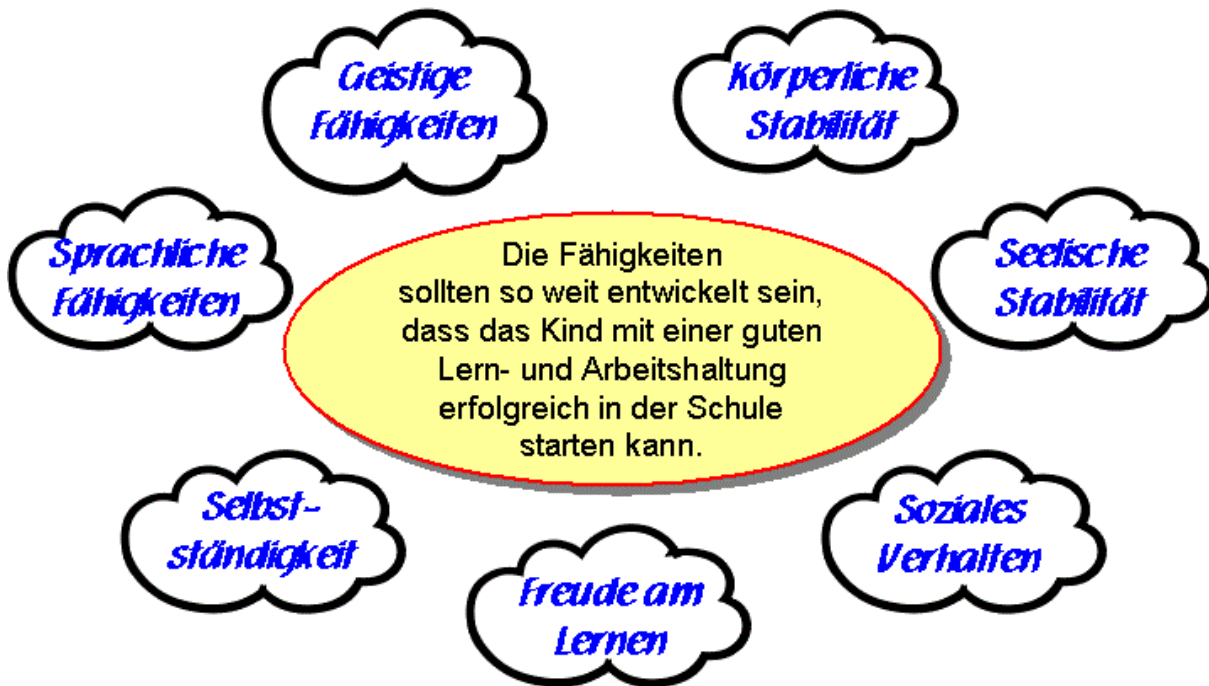 Geistige
Fähigkeiten
Körperliche
Stabilität
Sprachliche
Fähigkeiten
Die Fähigkeiten
sollten so weit entwickelt sein,
dass das Kind mit einer guten
Lern- und Arbeitshaltung
erfolgreich in der Schule
starten kann.
Seelische
Stabilität
Selbst-
ständigkeit
Freude am
Lernen
Soziales
Verhalten